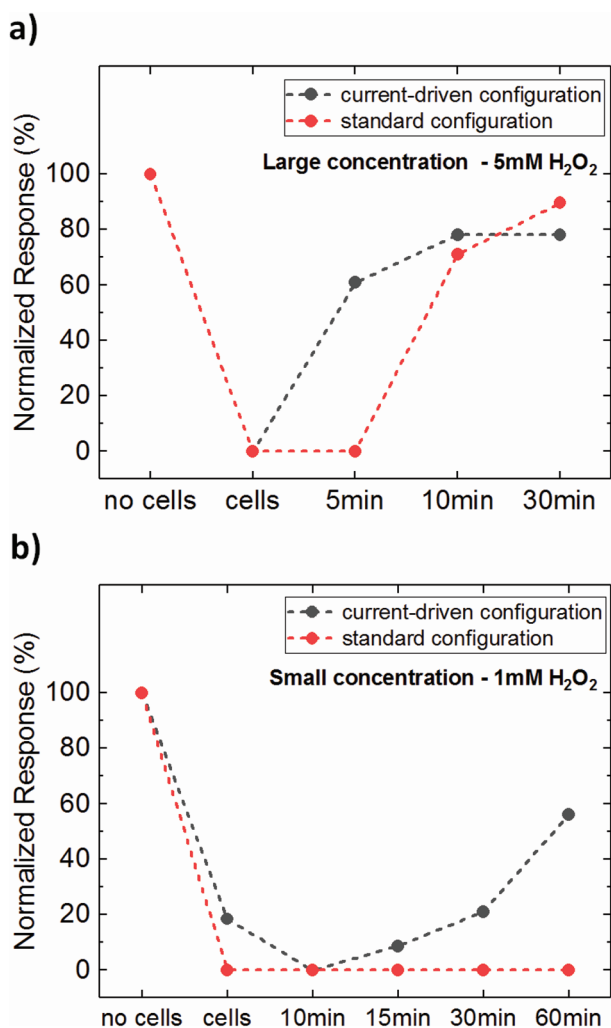 a)
current-driven configuration
standard configuration
Large concentration - 5mM H₂O₂
Normalized Response (%)
100
80
60
40
20
0
no cells cells 5min 10min 30min
b)
current-driven configuration
standard configuration
Small concentration - 1mM H₂O₂
Normalized Response (%)
100
80
60
40
20
0
no cells cells 10min 15min 30min 60min